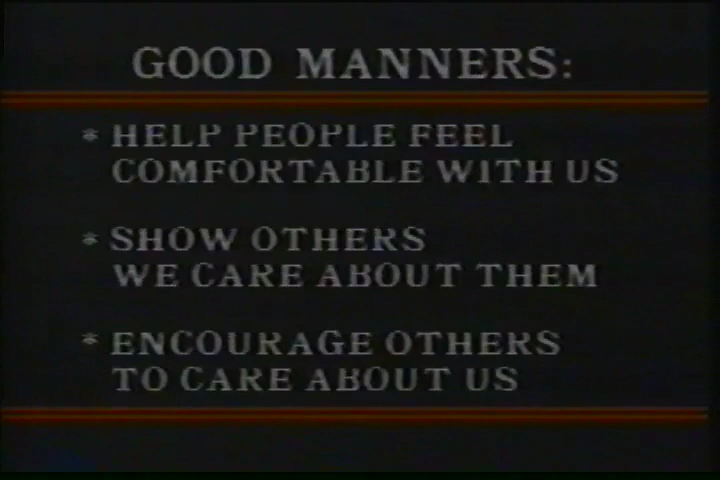 GOOD MANNERS:
* HELP PEOPLE FEEL
COMFORTABLE WITH US
* SHOW OTHERS
WE CARE ABOUT THEM
* ENCOURAGE OTHERS
TO CARE ABOUT US